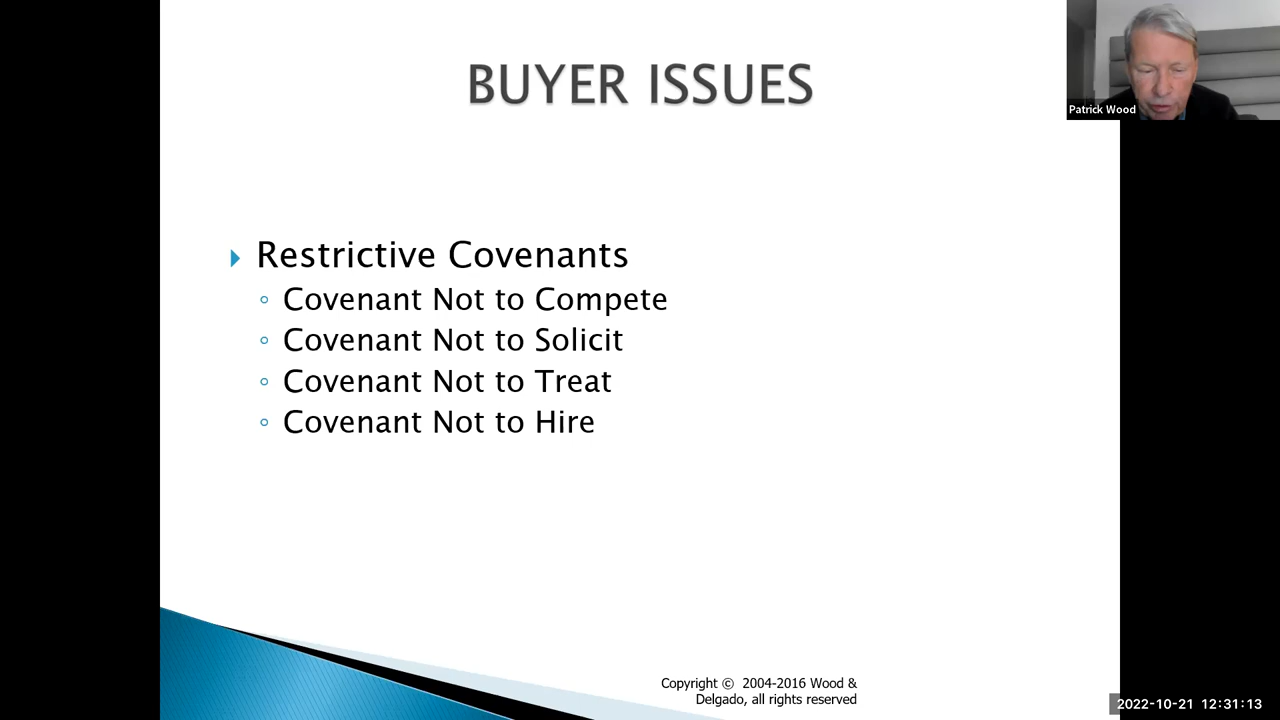 BUYER ISSUES
Patrick Wood
Restrictive Covenants
Covenant Not to Compete
Covenant Not to Solicit
Covenant Not to Treat
Covenant Not to Hire
Copyright © 2004-2016 Wood &
Delgado, all rights reserved
2022-10-21 12:31:13